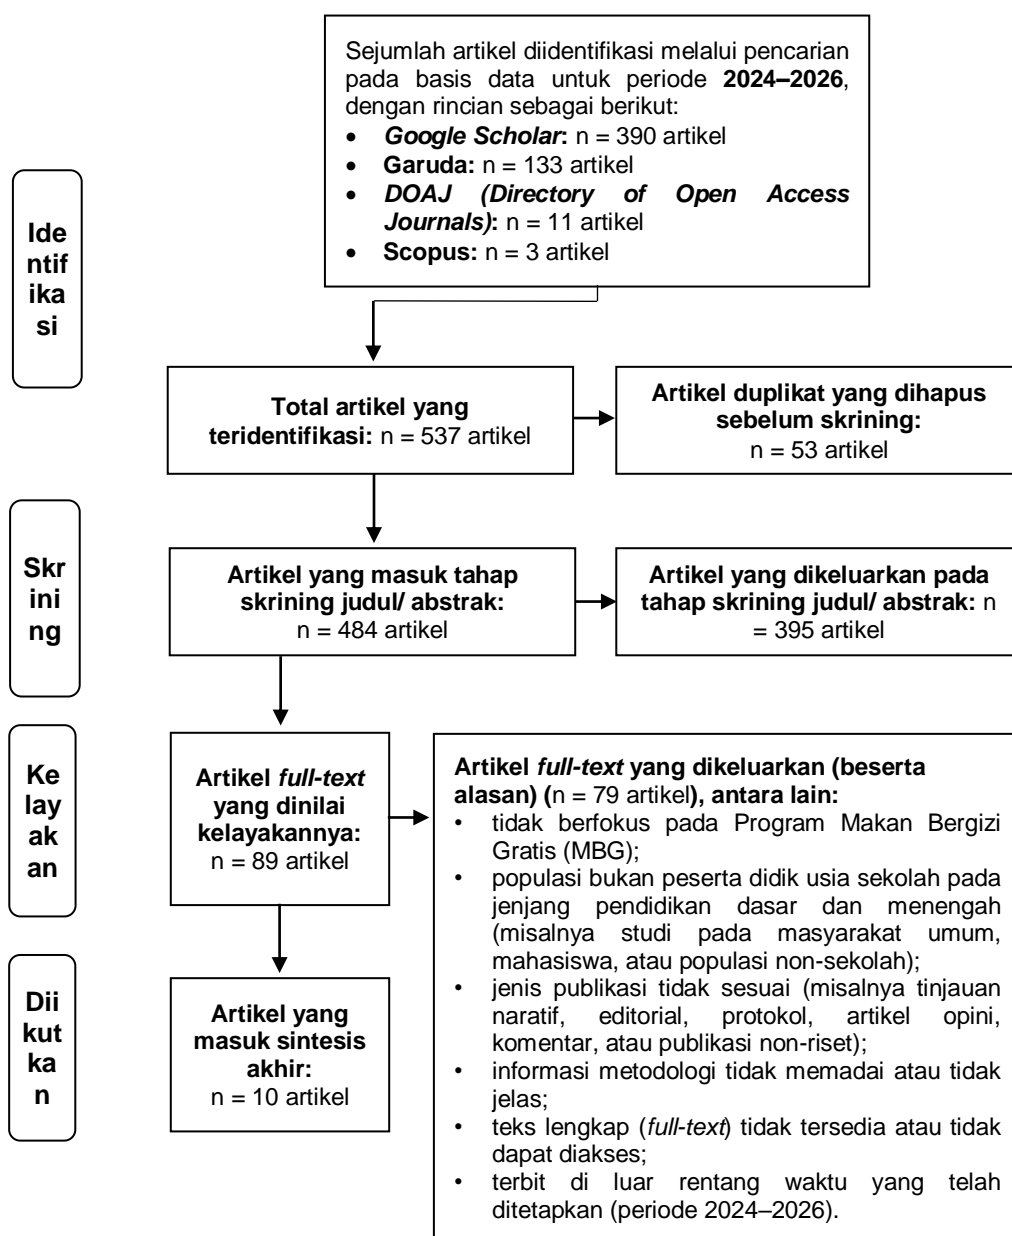 Sejumlah artikel diidentifikasi melalui pencarian
pada basis data untuk periode 2024–2026,
dengan rincian sebagai berikut:
• Google Scholar: n = 390 artikel
• Garuda: n = 133 artikel
• DOAJ (Directory of Open Access
Journals): n = 11 artikel
• Scopus: n = 3 artikel
Ide
ntif
ika
si
Total artikel yang
teridentifikasi: n = 537 artikel
Artikel duplikat yang dihapus
sebelum skrining:
n = 53 artikel
Skr
ini
ng
Artikel yang masuk tahap
skrining judul/ abstrak:
n = 484 artikel
Artikel yang dikeluarkan pada
tahap skrining judul/ abstrak: n
= 395 artikel
Ke
lay
ak
an
Artikel full-text
yang dinilai
kelayakannya:
n = 89 artikel
Artikel full-text yang dikeluarkan (beserta
alasan) (n = 79 artikel), antara lain:
• tidak berfokus pada Program Makan Bergizi
Gratis (MBG);
• populasi bukan peserta didik usia sekolah pada
jenjang pendidikan dasar dan menengah
(misalnya studi pada masyarakat umum,
mahasiswa, atau populasi non-sekolah);
• jenis publikasi tidak sesuai (misalnya tinjauan
naratif, editorial, protokol, artikel opini,
komentar, atau publikasi non-riset);
• informasi metodologi tidak memadai atau tidak
jelas;
• teks lengkap (full-text) tidak tersedia atau tidak
dapat diakses;
• terbit di luar rentang waktu yang telah
ditetapkan (periode 2024–2026).
Dii
kut
ka
n
Artikel yang
masuk sintesis
akhir:
n = 10 artikel